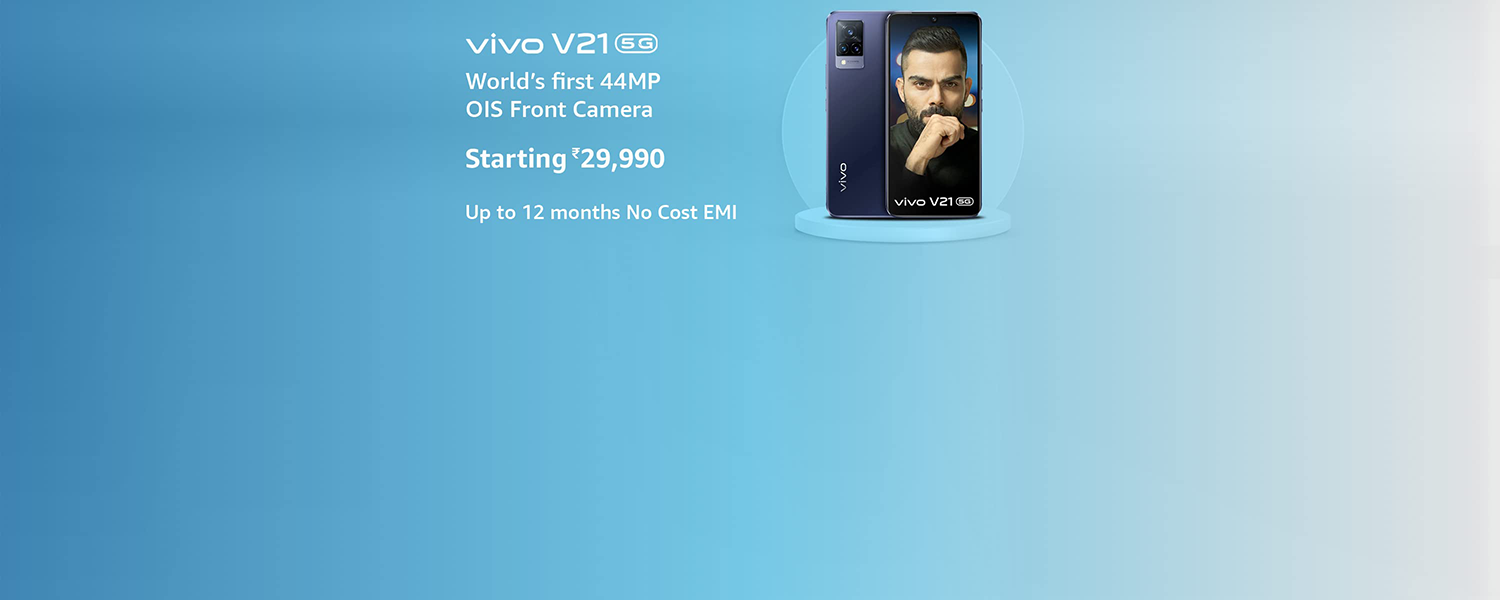 vivo V21 5G
World's first 44MP
OIS Front Camera
Starting ₹29,990
Up to 12 months No Cost EMI
vivo
vivo V21 5G